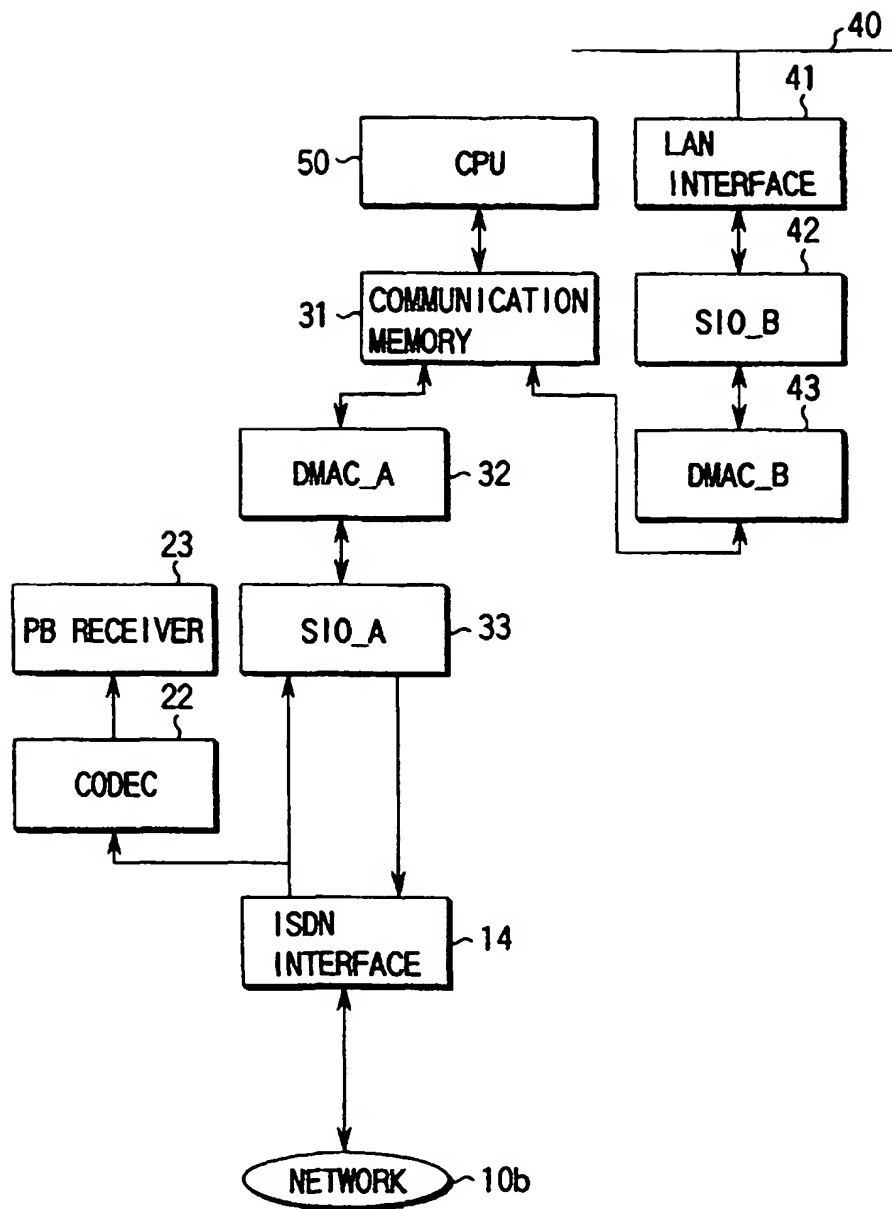 40
41
50
CPU
LAN
INTERFACE
42
31
COMMUNICATION
MEMORY
SIO_B
43
DMAC_A
32
DMAC_B
23
PB RECEIVER
SIO_A
33
22
CODEC
ISDN
INTERFACE
14
NETWORK
10b